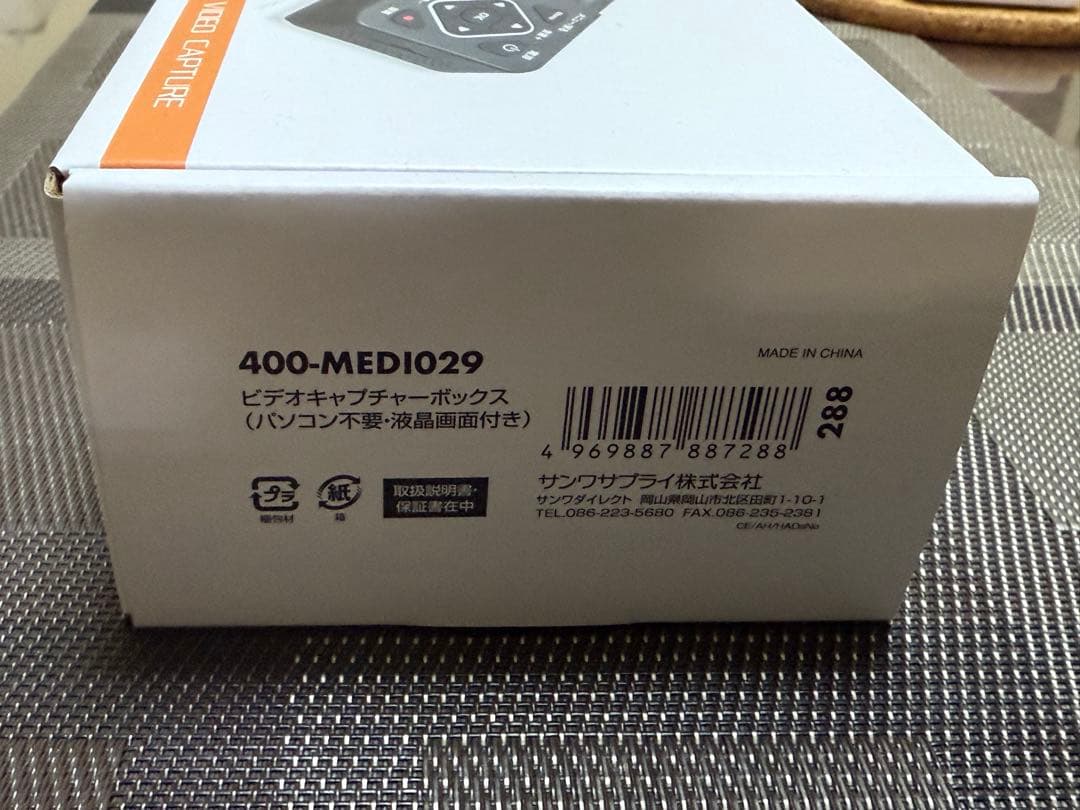 VIDEO CAPTURE
OK
400-MEDI029
MADE IN CHINA
ビデオキャプチャーボックス
(パソコン不要・液晶画面付き)
288
4 969887 887288
プラ
梱包材
紙
箱
取扱説明書・
保証書在中
サンワサプライ株式会社
サンワダイレクト 岡山県岡山市北区田町1-10-1
TEL.086-223-5680 FAX.086-235-2381
CE/AH/HADaNo